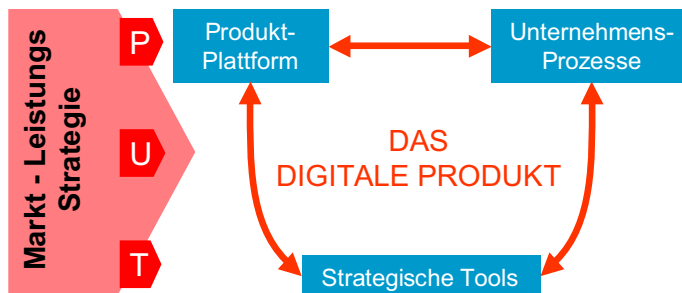 Markt - Leistungs
Strategie
P
U
T
Produkt-
Plattform
Unternehmens-
Prozesse
DAS
DIGITALE PRODUKT
Strategische Tools